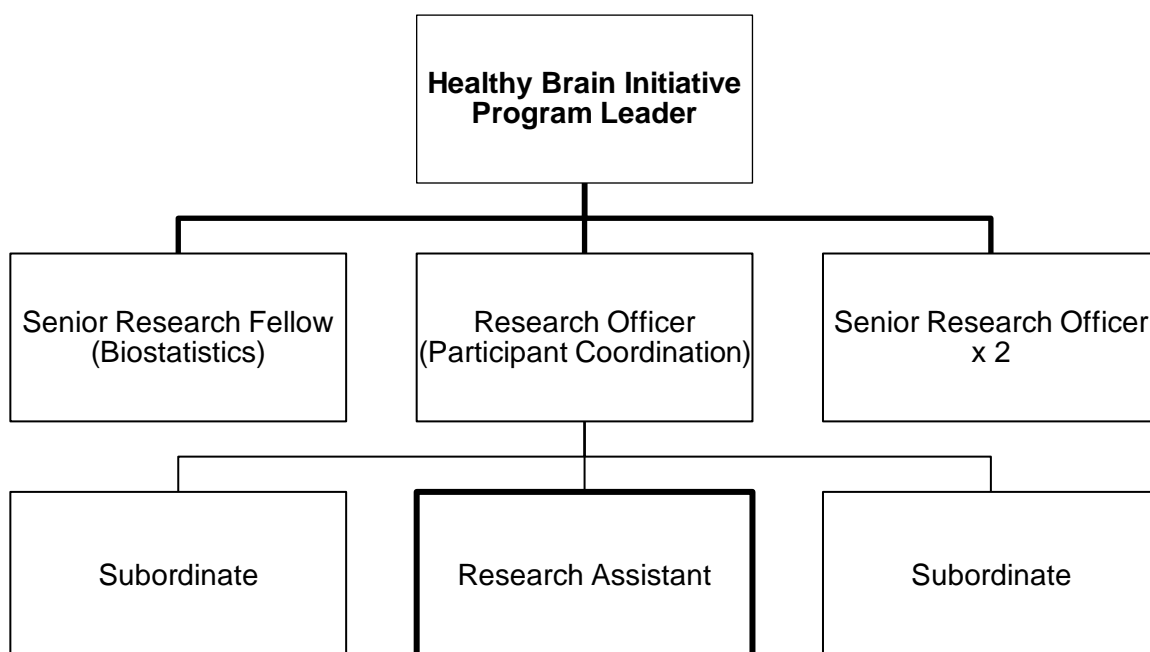 Healthy Brain Initiative
Program Leader
Senior Research Fellow
(Biostatistics)
Research Officer
(Participant Coordination)
Senior Research Officer
x 2
Subordinate
Research Assistant
Subordinate